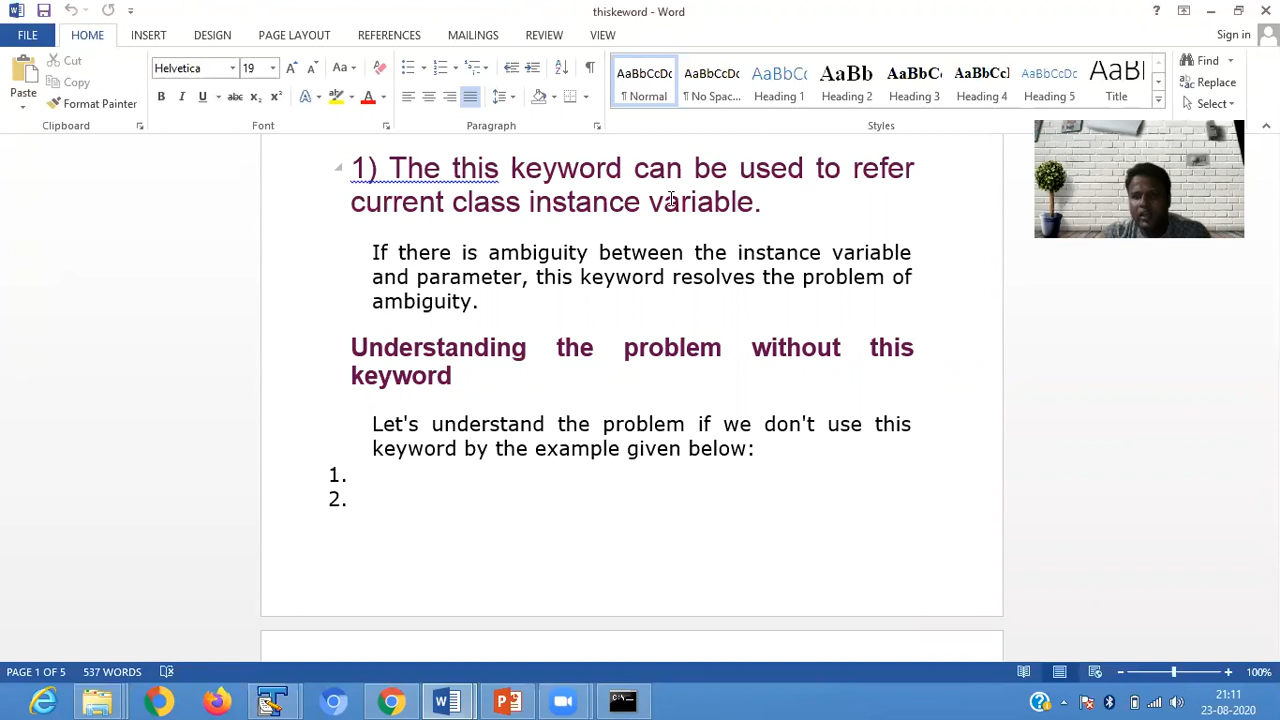 thiskeword - Word
FILE HOME INSERT DESIGN PAGE LAYOUT REFERENCES MAILINGS REVIEW VIEW Sign in
Paste
Cut
Copy
Format Painter
Clipboard
Helvetica 19
Font
Paragraph
AaBbCcDc AaBbCcDc AaBbC AaBb AaBbC AaBbCcI AaBbCcDc AaBl
¶ Normal ¶ No Spac... Heading 1 Heading 2 Heading 3 Heading 4 Heading 5 Title
Styles
Find
Replace
Select
1) The this keyword can be used to refer
current class instance variable.
If there is ambiguity between the instance variable
and parameter, this keyword resolves the problem of
ambiguity.
Understanding the problem without this
keyword
Let's understand the problem if we don't use this
keyword by the example given below:
1.
2.
PAGE 1 OF 5 537 WORDS 100%
21:11
23-08-2020